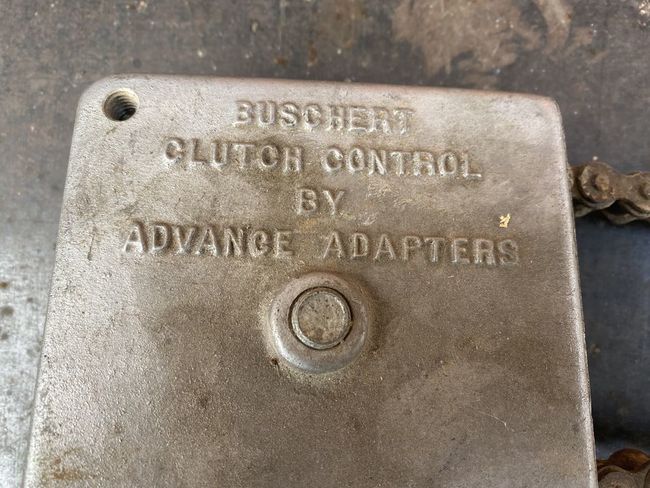 BUSCHERT
CLUTCH CONTROL
BY
ADVANCE ADAPTERS